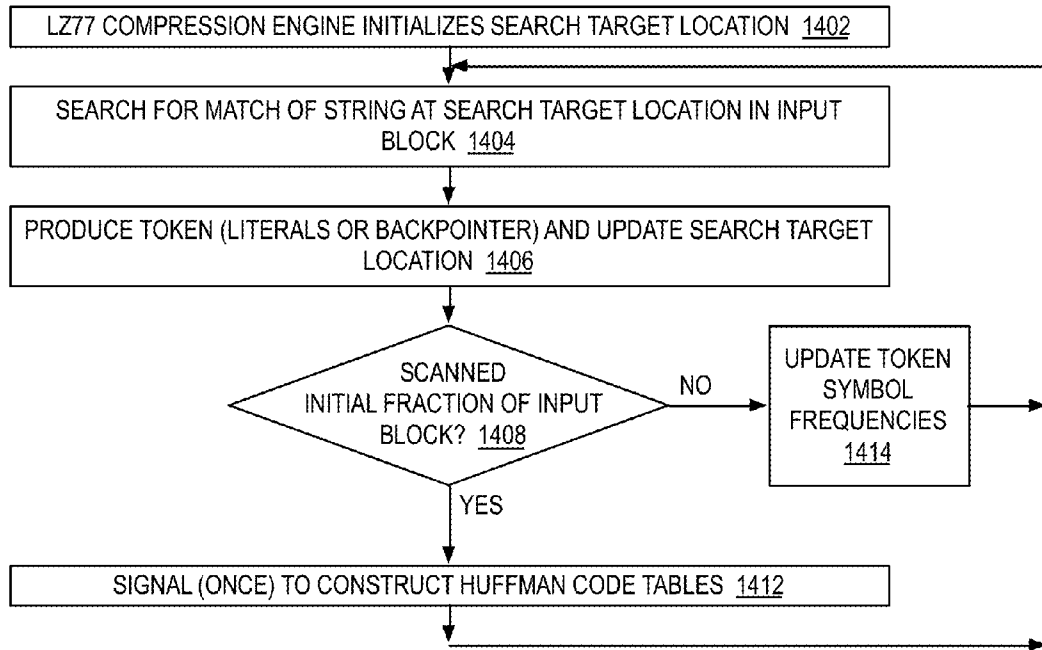 LZ77 COMPRESSION ENGINE INITIALIZES SEARCH TARGET LOCATION 1402
SEARCH FOR MATCH OF STRING AT SEARCH TARGET LOCATION IN INPUT
BLOCK 1404
PRODUCE TOKEN (LITERALS OR BACKPOINTER) AND UPDATE SEARCH TARGET
LOCATION 1406
SCANNED
INITIAL FRACTION OF INPUT
BLOCK? 1408
NO
UPDATE TOKEN
SYMBOL
FREQUENCIES
1414
YES
SIGNAL (ONCE) TO CONSTRUCT HUFFMAN CODE TABLES 1412